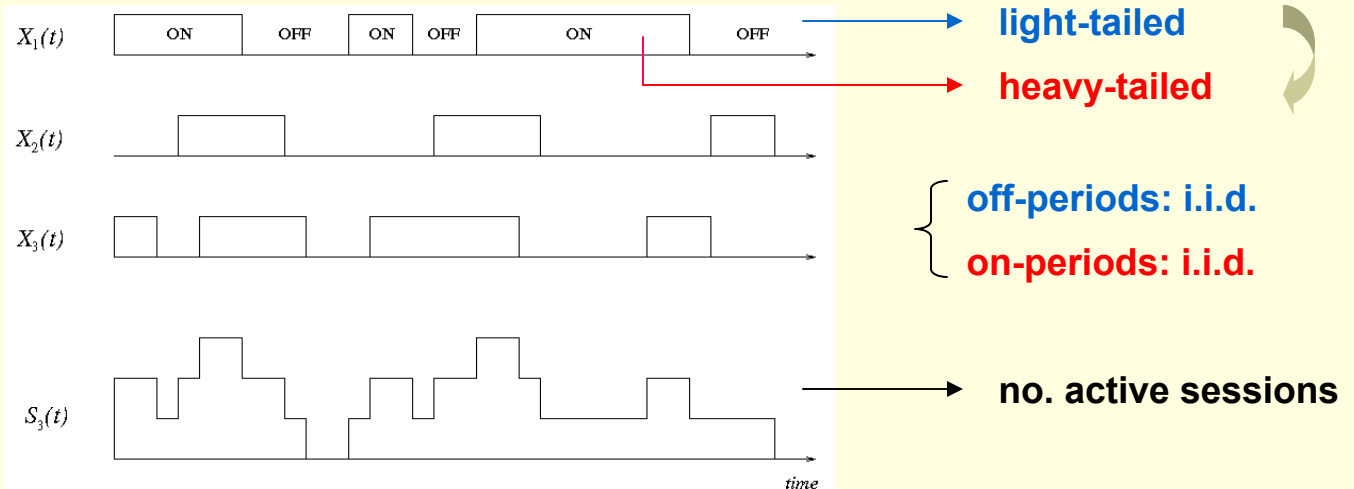 X₁(t) ON OFF ON OFF ON OFF light-tailed
heavy-tailed
X₂(t)
off-periods: i.i.d.
X₃(t)
on-periods: i.i.d.
S₃(t) no. active sessions
time